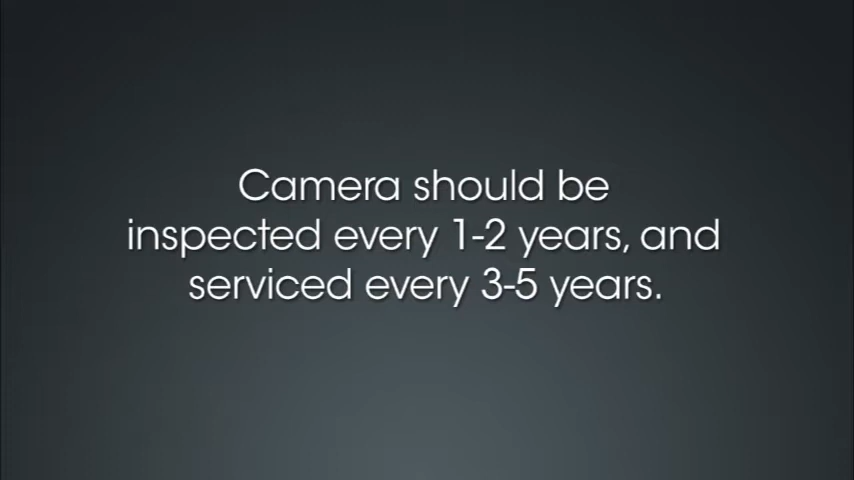 Camera should be
inspected every 1-2 years, and
serviced every 3-5 years.